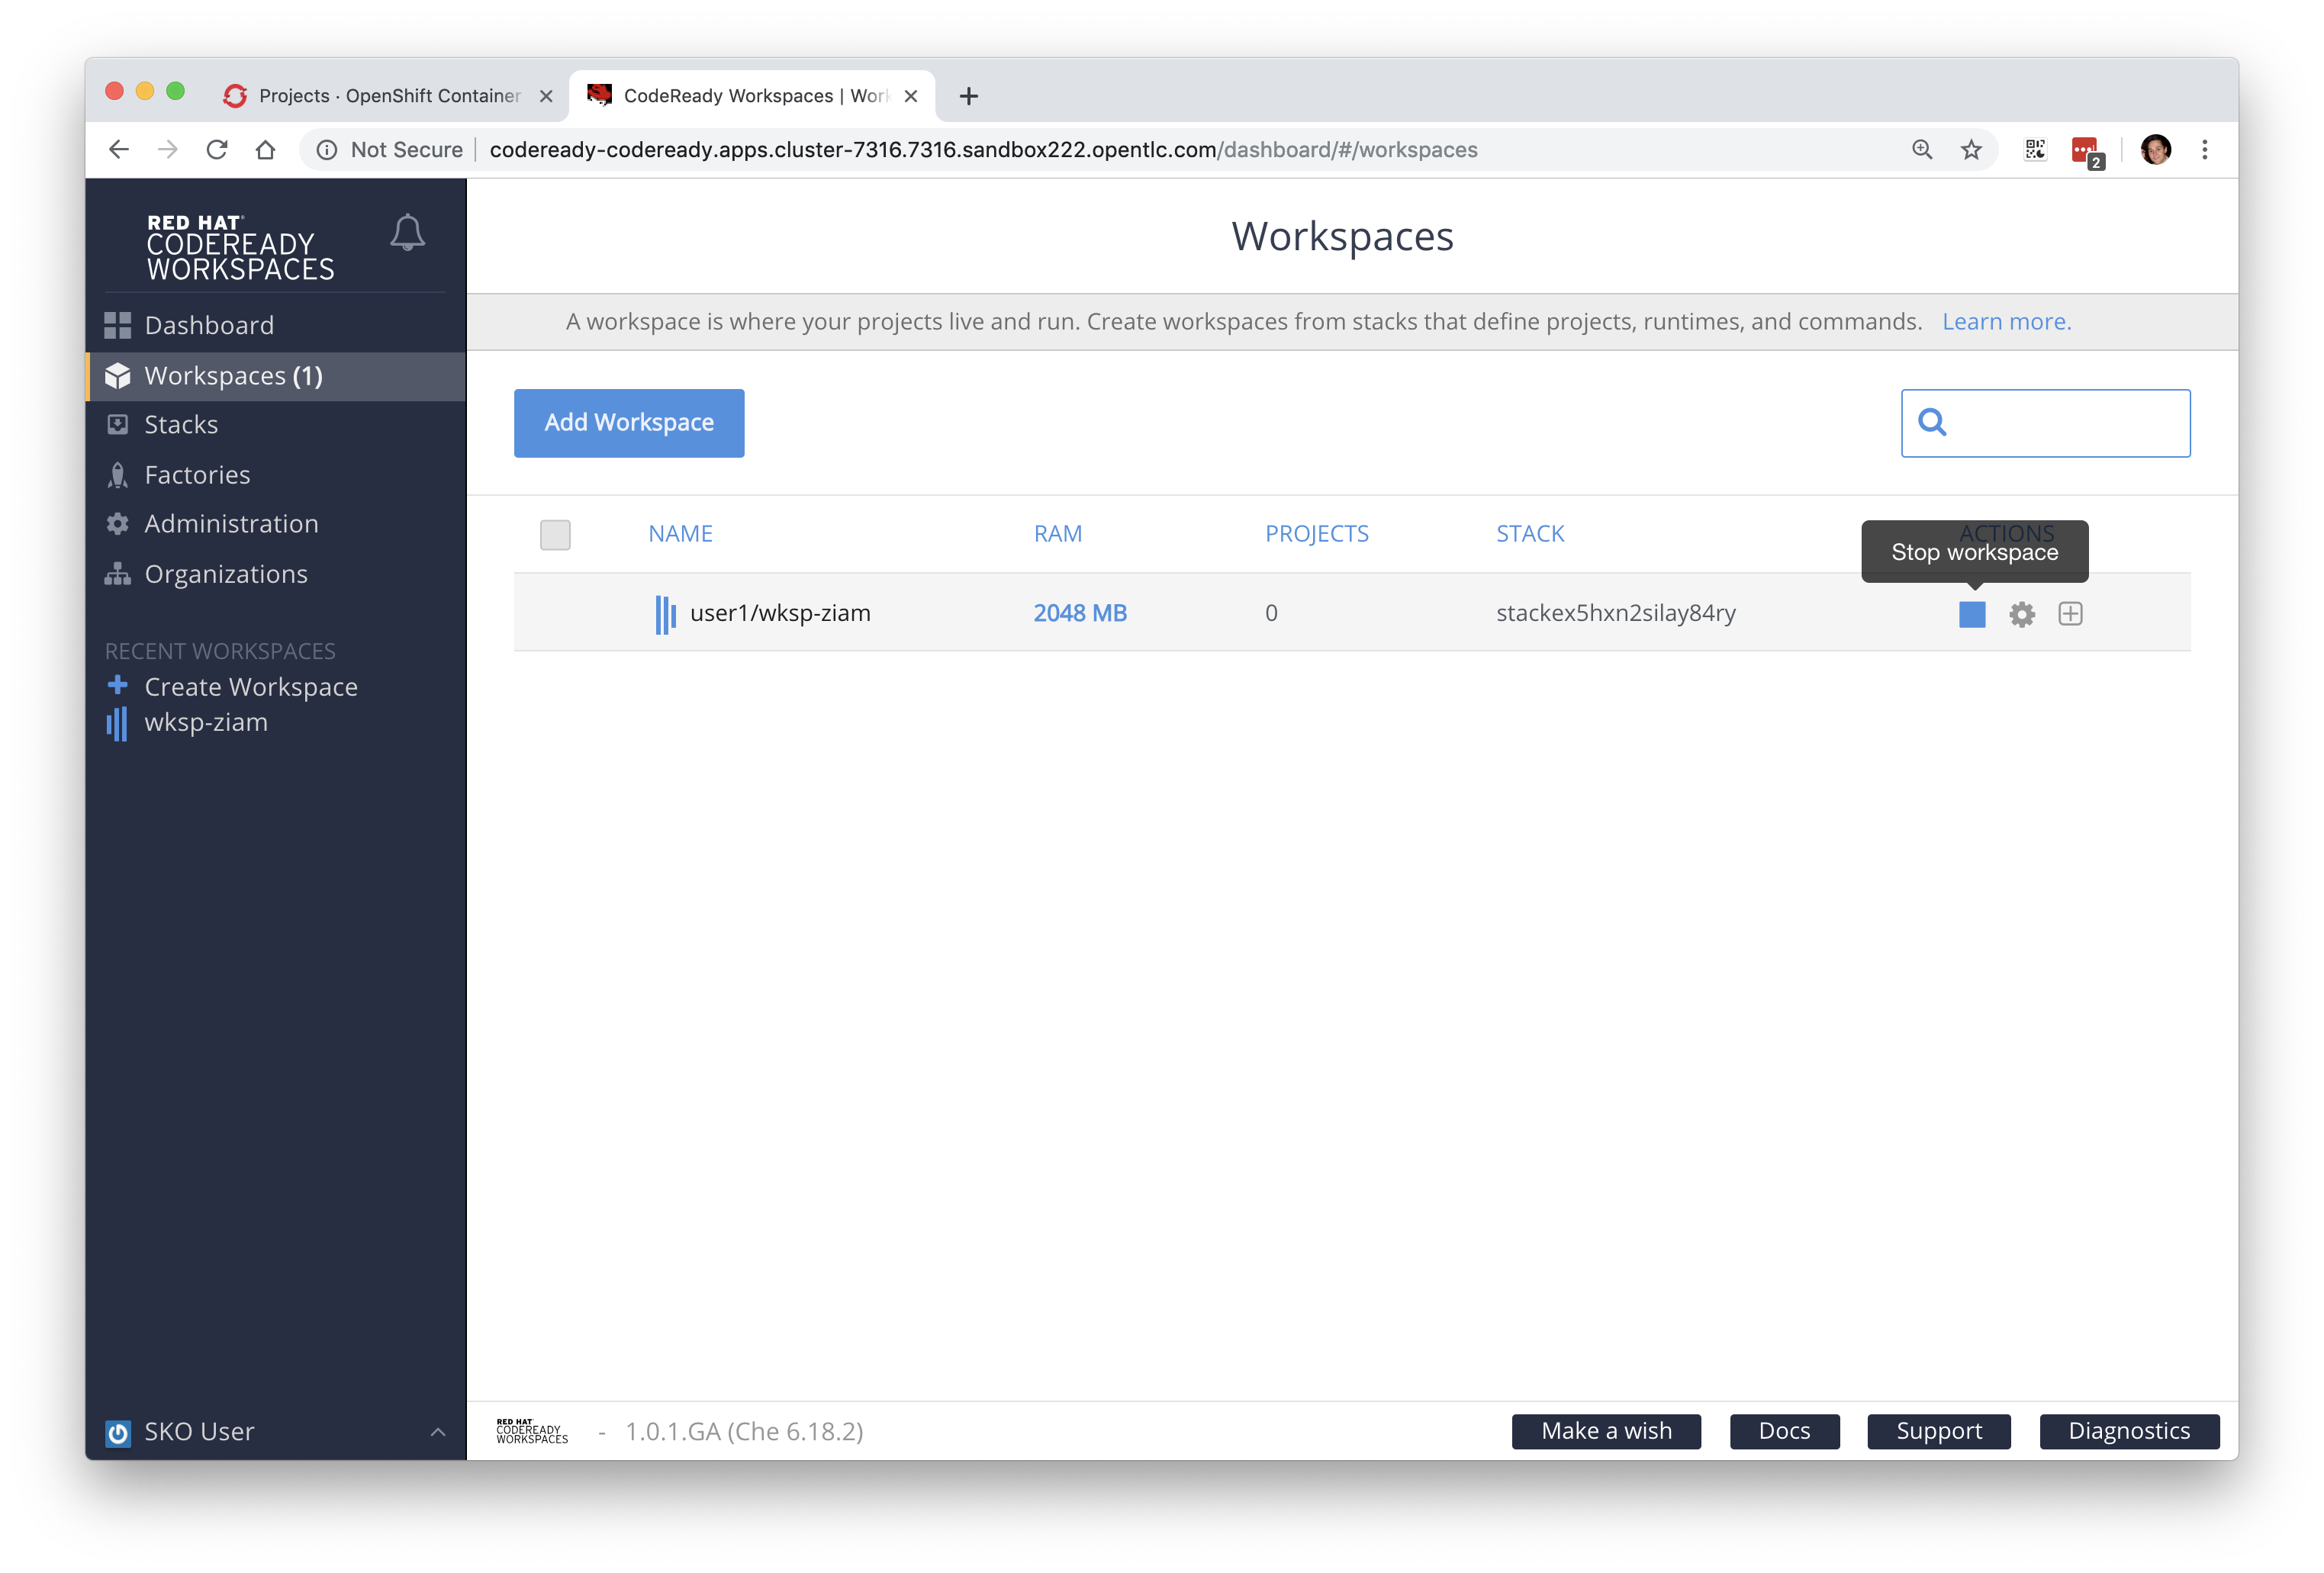 Projects · OpenShift Container
CodeReady Workspaces | Work
Not Secure
codeready-codeready.apps.cluster-7316.7316.sandbox222.opentlc.com/dashboard/#/workspaces
2
RED HAT
CODEREADY
WORKSPACES
Dashboard
Workspaces (1)
Stacks
Factories
Administration
Organizations
RECENT WORKSPACES
Create Workspace
wksp-ziam
SKO User
Workspaces
A workspace is where your projects live and run. Create workspaces from stacks that define projects, runtimes, and commands. Learn more.
Add Workspace
NAME RAM PROJECTS STACK ACTIONS
Stop workspace
user1/wksp-ziam 2048 MB 0 stackex5hxn2silay84ry
RED HAT
CODEREADY
WORKSPACES
- 1.0.1.GA (Che 6.18.2)
Make a wish Docs Support Diagnostics